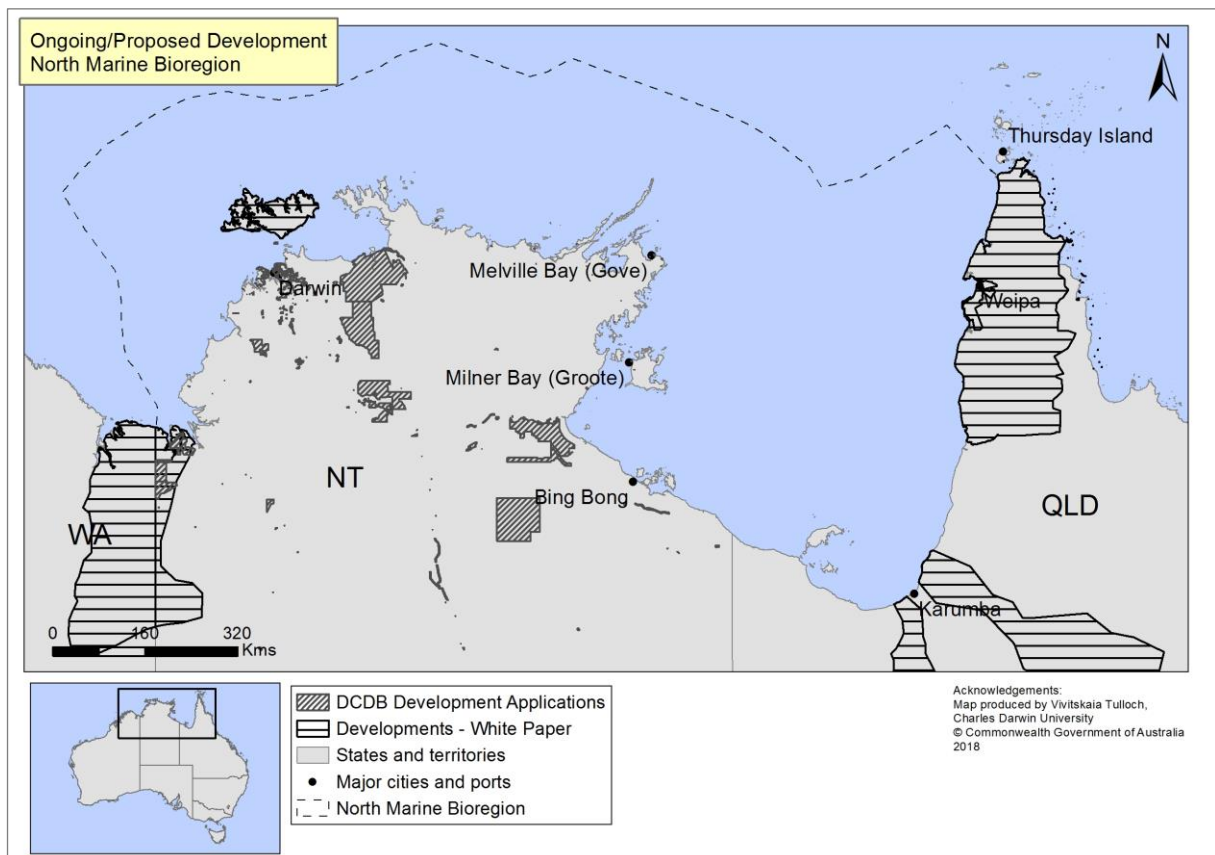 Ongoing/Proposed Development
North Marine Bioregion
N
Thursday Island
Melville Bay (Gove)
Darwin
Weipa
Milner Bay (Groote)
NT
Bing Bong
QLD
WA
Karumba
0 160 320
Kms
DCDB Development Applications
Developments - White Paper
States and territories
Major cities and ports
North Marine Bioregion
Acknowledgements:
Map produced by Vivitskaia Tulloch,
Charles Darwin University
© Commonwealth Government of Australia
2018